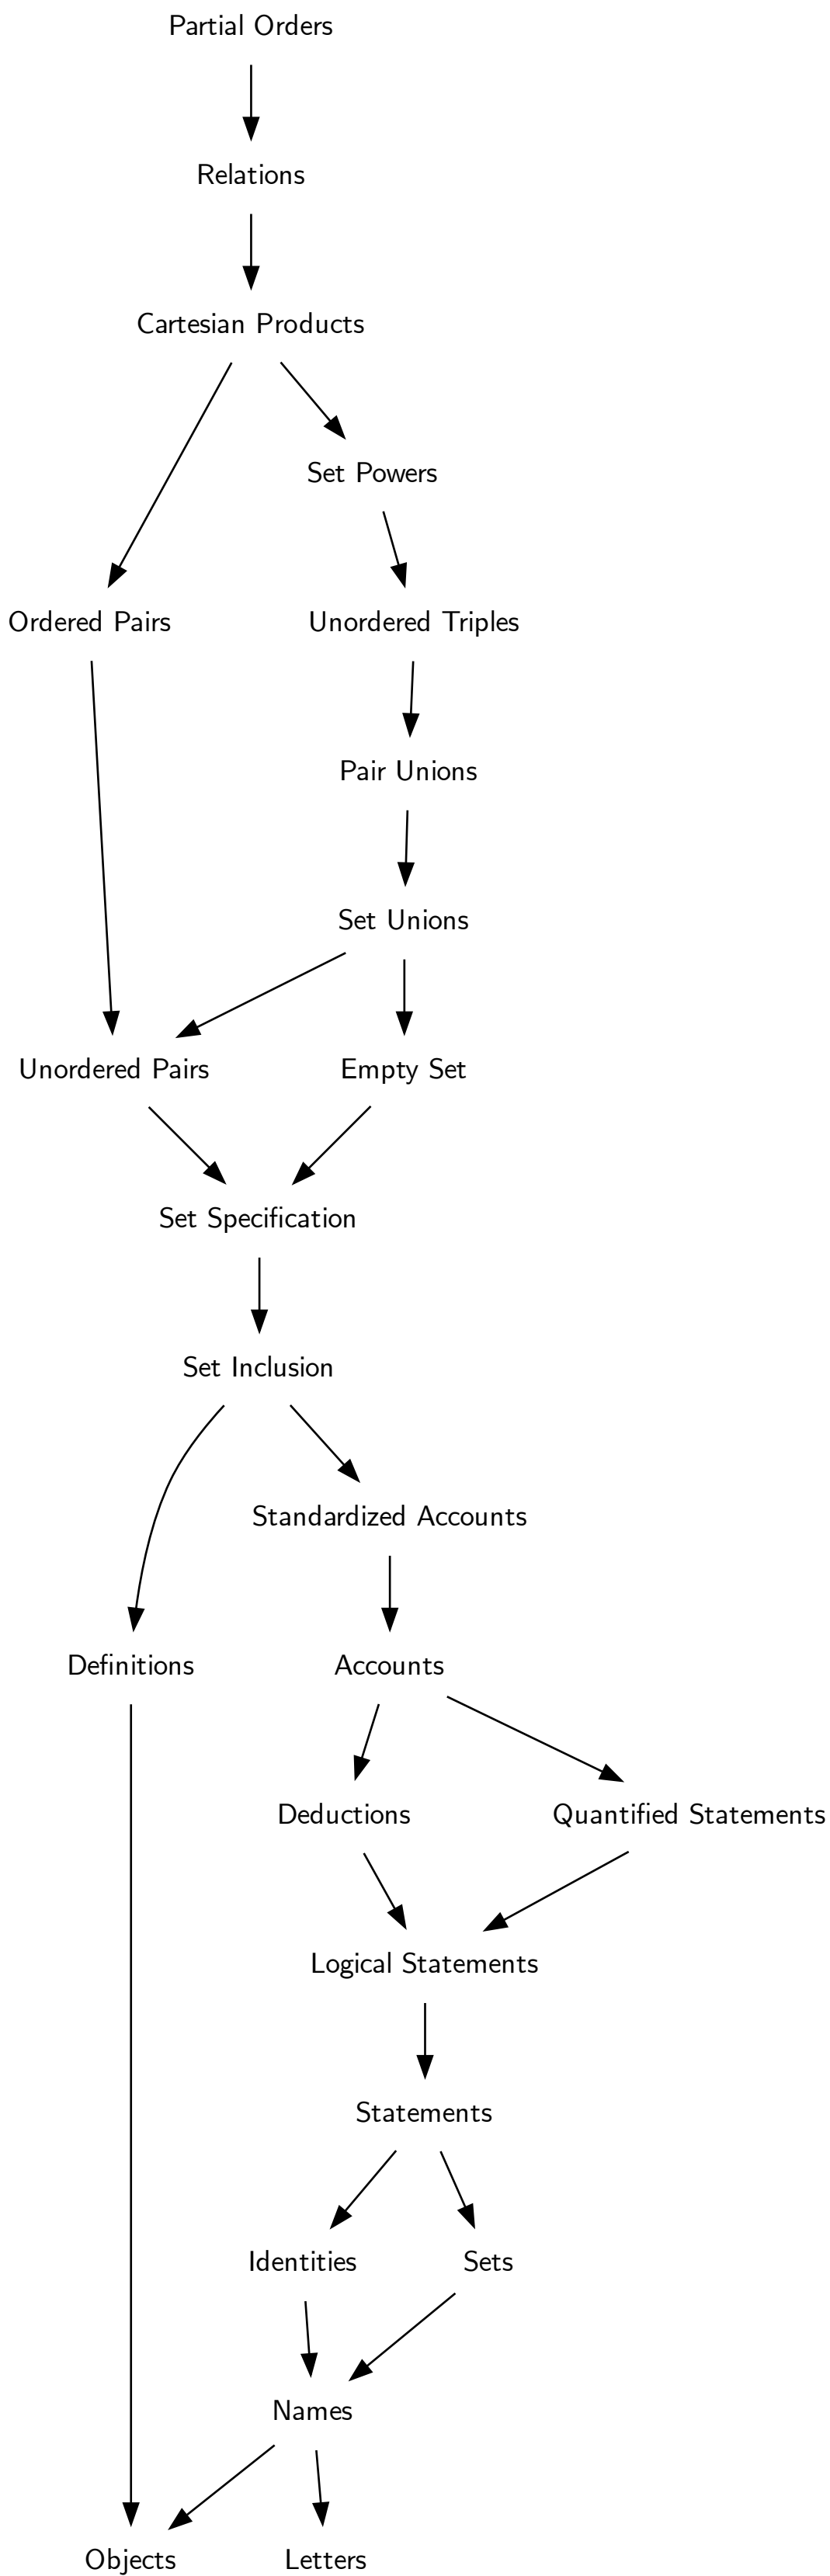 Partial Orders
Relations
Cartesian Products
Set Powers
Ordered Pairs
Unordered Triples
Pair Unions
Set Unions
Unordered Pairs
Empty Set
Set Specification
Set Inclusion
Standardized Accounts
Definitions
Accounts
Deductions
Quantified Statements
Logical Statements
Statements
Identities
Sets
Names
Objects
Letters